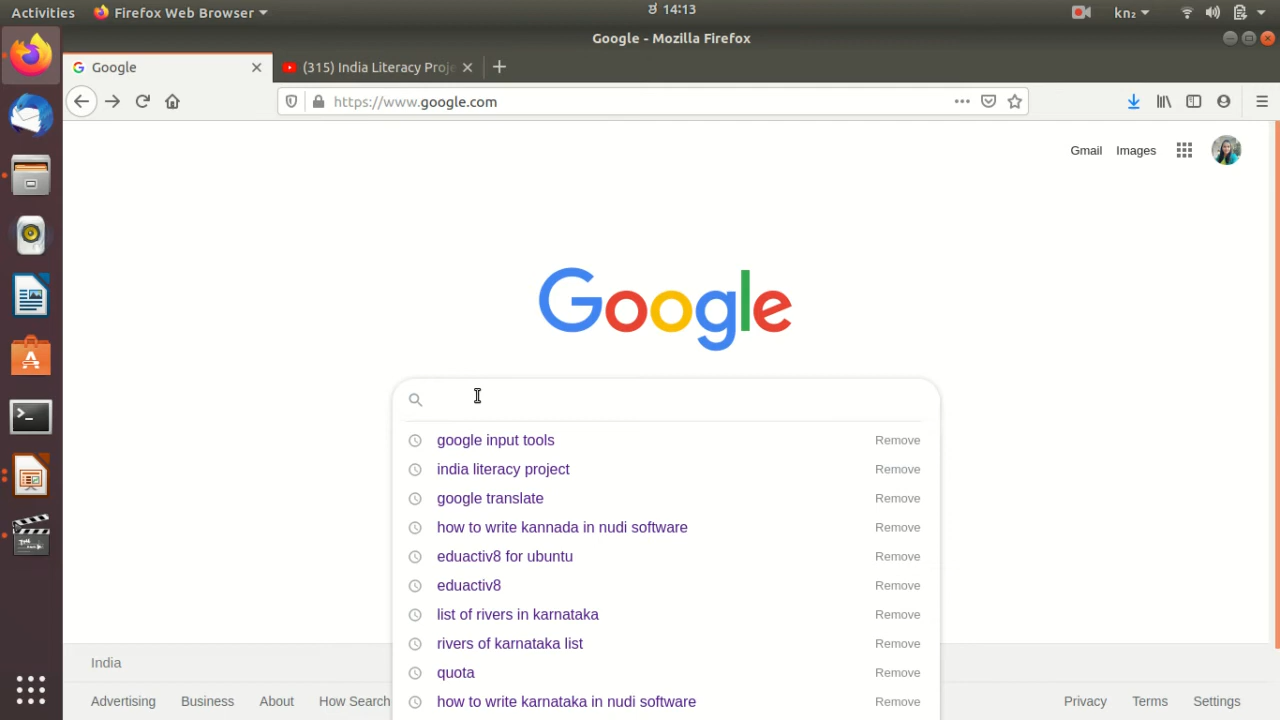 Activities
Firefox Web Browser
14:13
kn₂
Google - Mozilla Firefox
Google
(315) India Literacy Proje
https://www.google.com
Gmail
Images
Google
google input tools Remove
india literacy project Remove
google translate Remove
how to write kannada in nudi software Remove
eduactiv8 for ubuntu Remove
eduactiv8 Remove
list of rivers in karnataka Remove
rivers of karnataka list Remove
quota Remove
how to write karnataka in nudi software Remove
India
Advertising Business About How Search Privacy Terms Settings